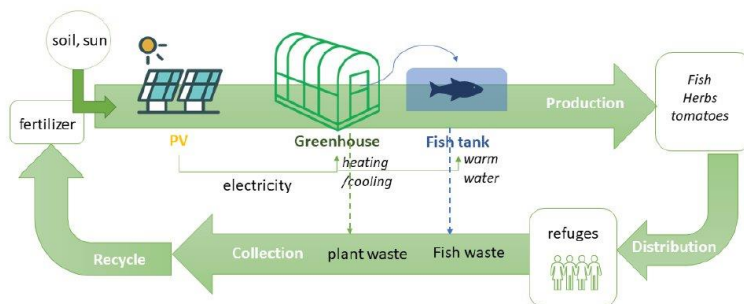 soil, sun
fertilizer
PV
Greenhouse
Fish tank
Production
Fish
Herbs
tomatoes
electricity
heating
/cooling
warm
water
Recycle
Collection
plant waste
Fish waste
refuges
Distribution